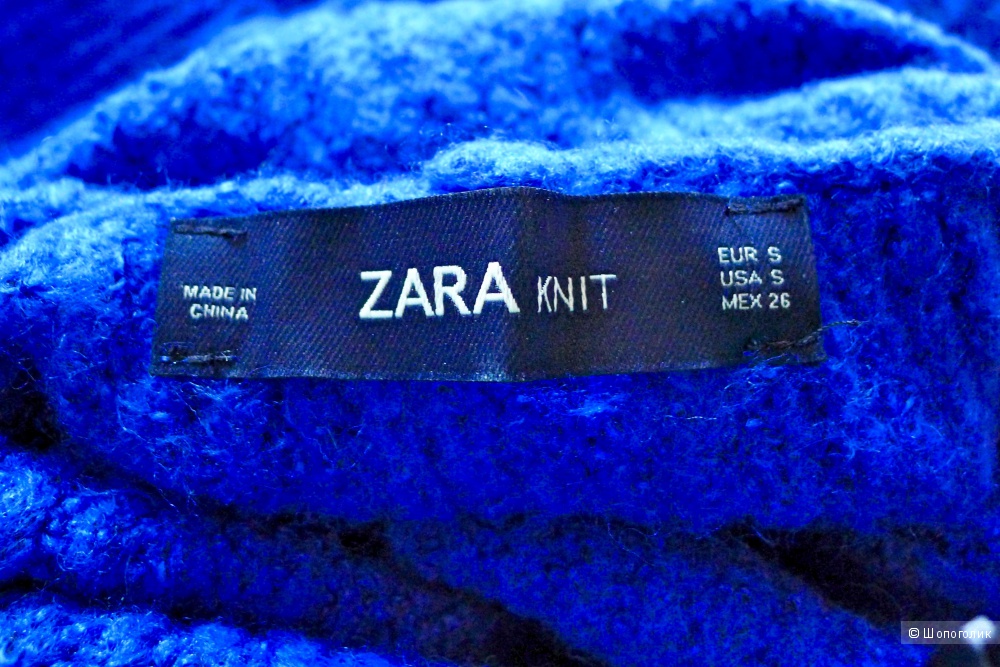 MADE IN
CHINA
ZARA KNIT
EUR S
USA S
MEX 26
© Шопоголик